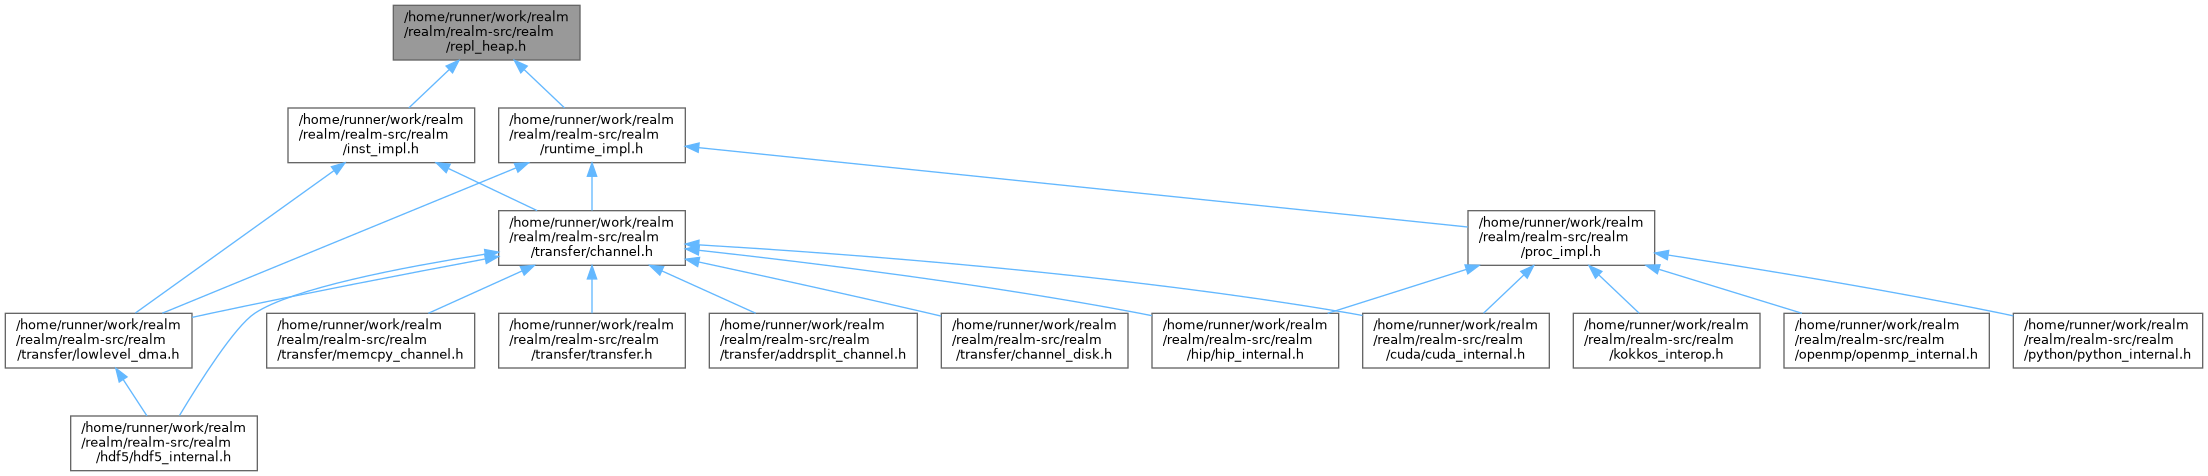 /home/runner/work/realm
/realm/realm-src/realm
/repl_heap.h
/home/runner/work/realm
/realm/realm-src/realm
/inst_impl.h
/home/runner/work/realm
/realm/realm-src/realm
/runtime_impl.h
/home/runner/work/realm
/realm/realm-src/realm
/transfer/channel.h
/home/runner/work/realm
/realm/realm-src/realm
/proc_impl.h
/home/runner/work/realm
/realm/realm-src/realm
/transfer/lowlevel_dma.h
/home/runner/work/realm
/realm/realm-src/realm
/transfer/memcpy_channel.h
/home/runner/work/realm
/realm/realm-src/realm
/transfer/transfer.h
/home/runner/work/realm
/realm/realm-src/realm
/transfer/addrsplit_channel.h
/home/runner/work/realm
/realm/realm-src/realm
/transfer/channel_disk.h
/home/runner/work/realm
/realm/realm-src/realm
/hip/hip_internal.h
/home/runner/work/realm
/realm/realm-src/realm
/cuda/cuda_internal.h
/home/runner/work/realm
/realm/realm-src/realm
/kokkos_interop.h
/home/runner/work/realm
/realm/realm-src/realm
/openmp/openmp_internal.h
/home/runner/work/realm
/realm/realm-src/realm
/python/python_internal.h
/home/runner/work/realm
/realm/realm-src/realm
/hdf5/hdf5_internal.h